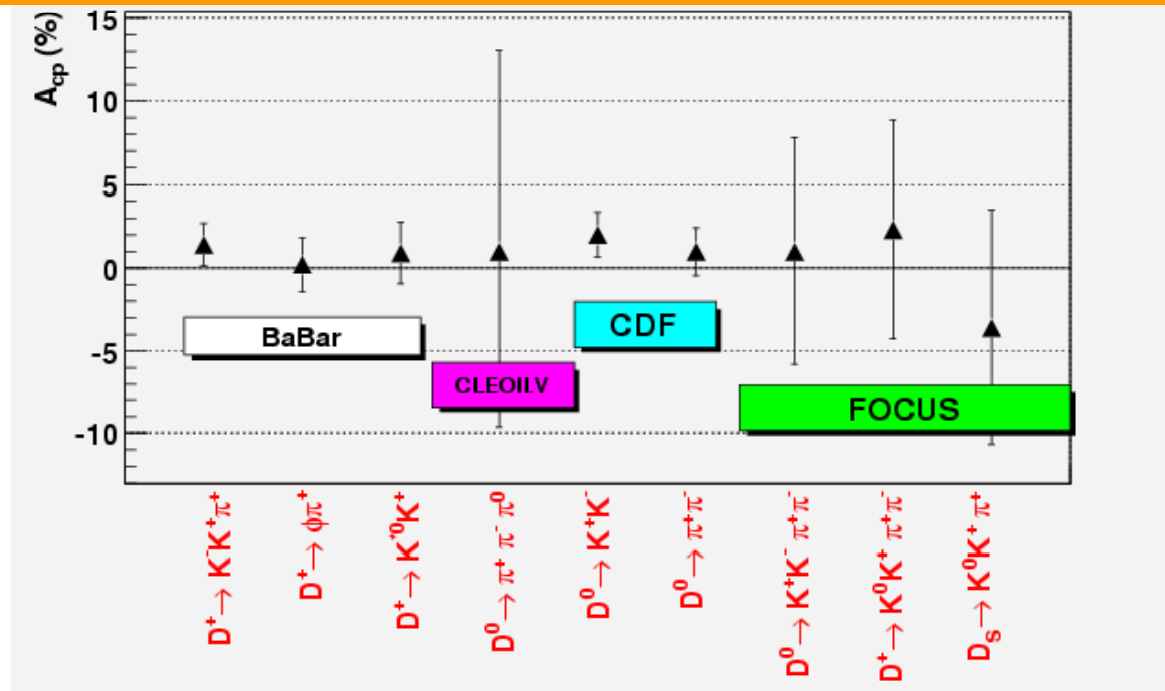 A_cp (%)
15
10
5
0
-5
-10
BaBar
CLEOII.V
CDF
FOCUS
D⁺→ K⁻K⁺π⁺
D⁺→ ϕπ⁺
D⁺→ K*⁰K⁺
D⁰→ π⁺ π⁻ π⁰
D⁰→ K⁺K⁻
D⁰→ π⁺π⁻
D⁰→ K⁺K⁻ π⁺π⁻
D⁺→ K⁰K⁺ π⁺π⁻
D_S→ K⁰K⁺ π⁺